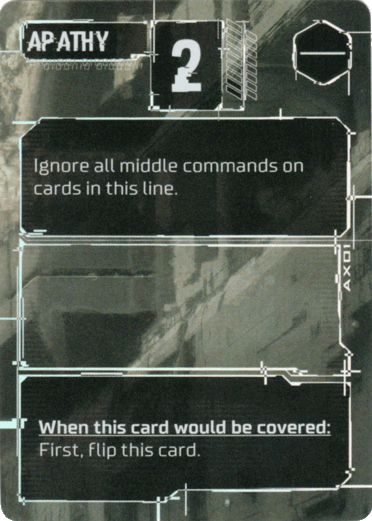 APATHY
2
Ignore all middle commands on
cards in this line.
AX01
When this card would be covered:
First, flip this card.